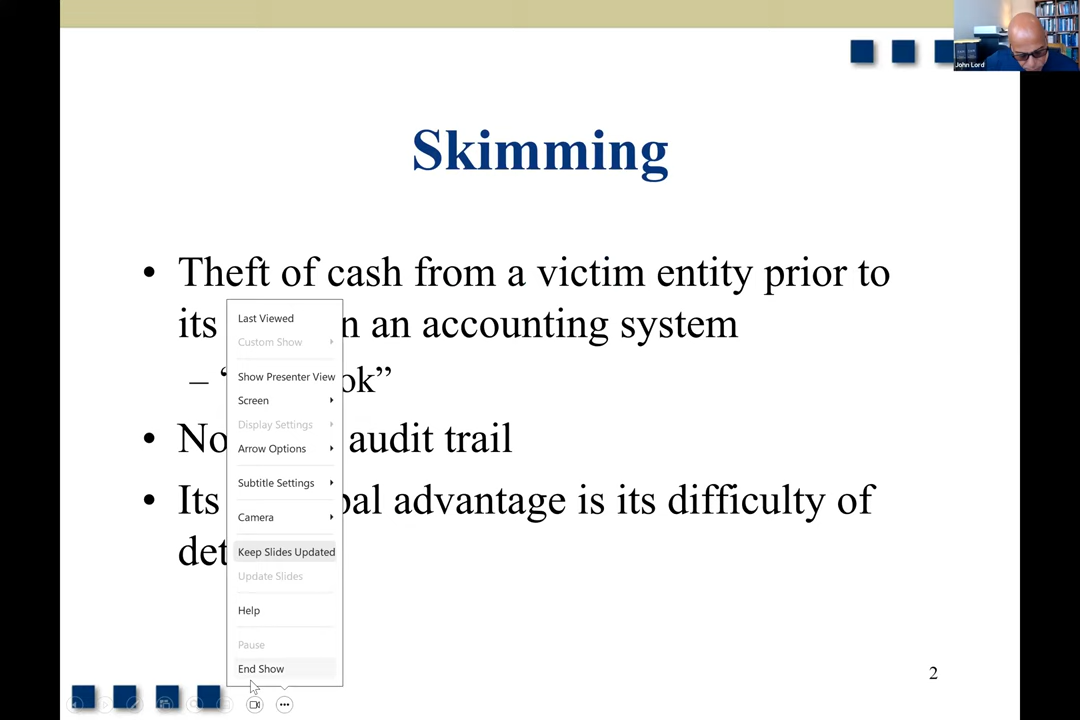 John Lord
Skimming
• Theft of cash from a victim entity prior to
its n an accounting system
– “ ok”
• No audit trail
• Its pal advantage is its difficulty of
det
Last Viewed
Custom Show
Show Presenter View
Screen
Display Settings
Arrow Options
Subtitle Settings
Camera
Keep Slides Updated
Update Slides
Help
Pause
End Show
2